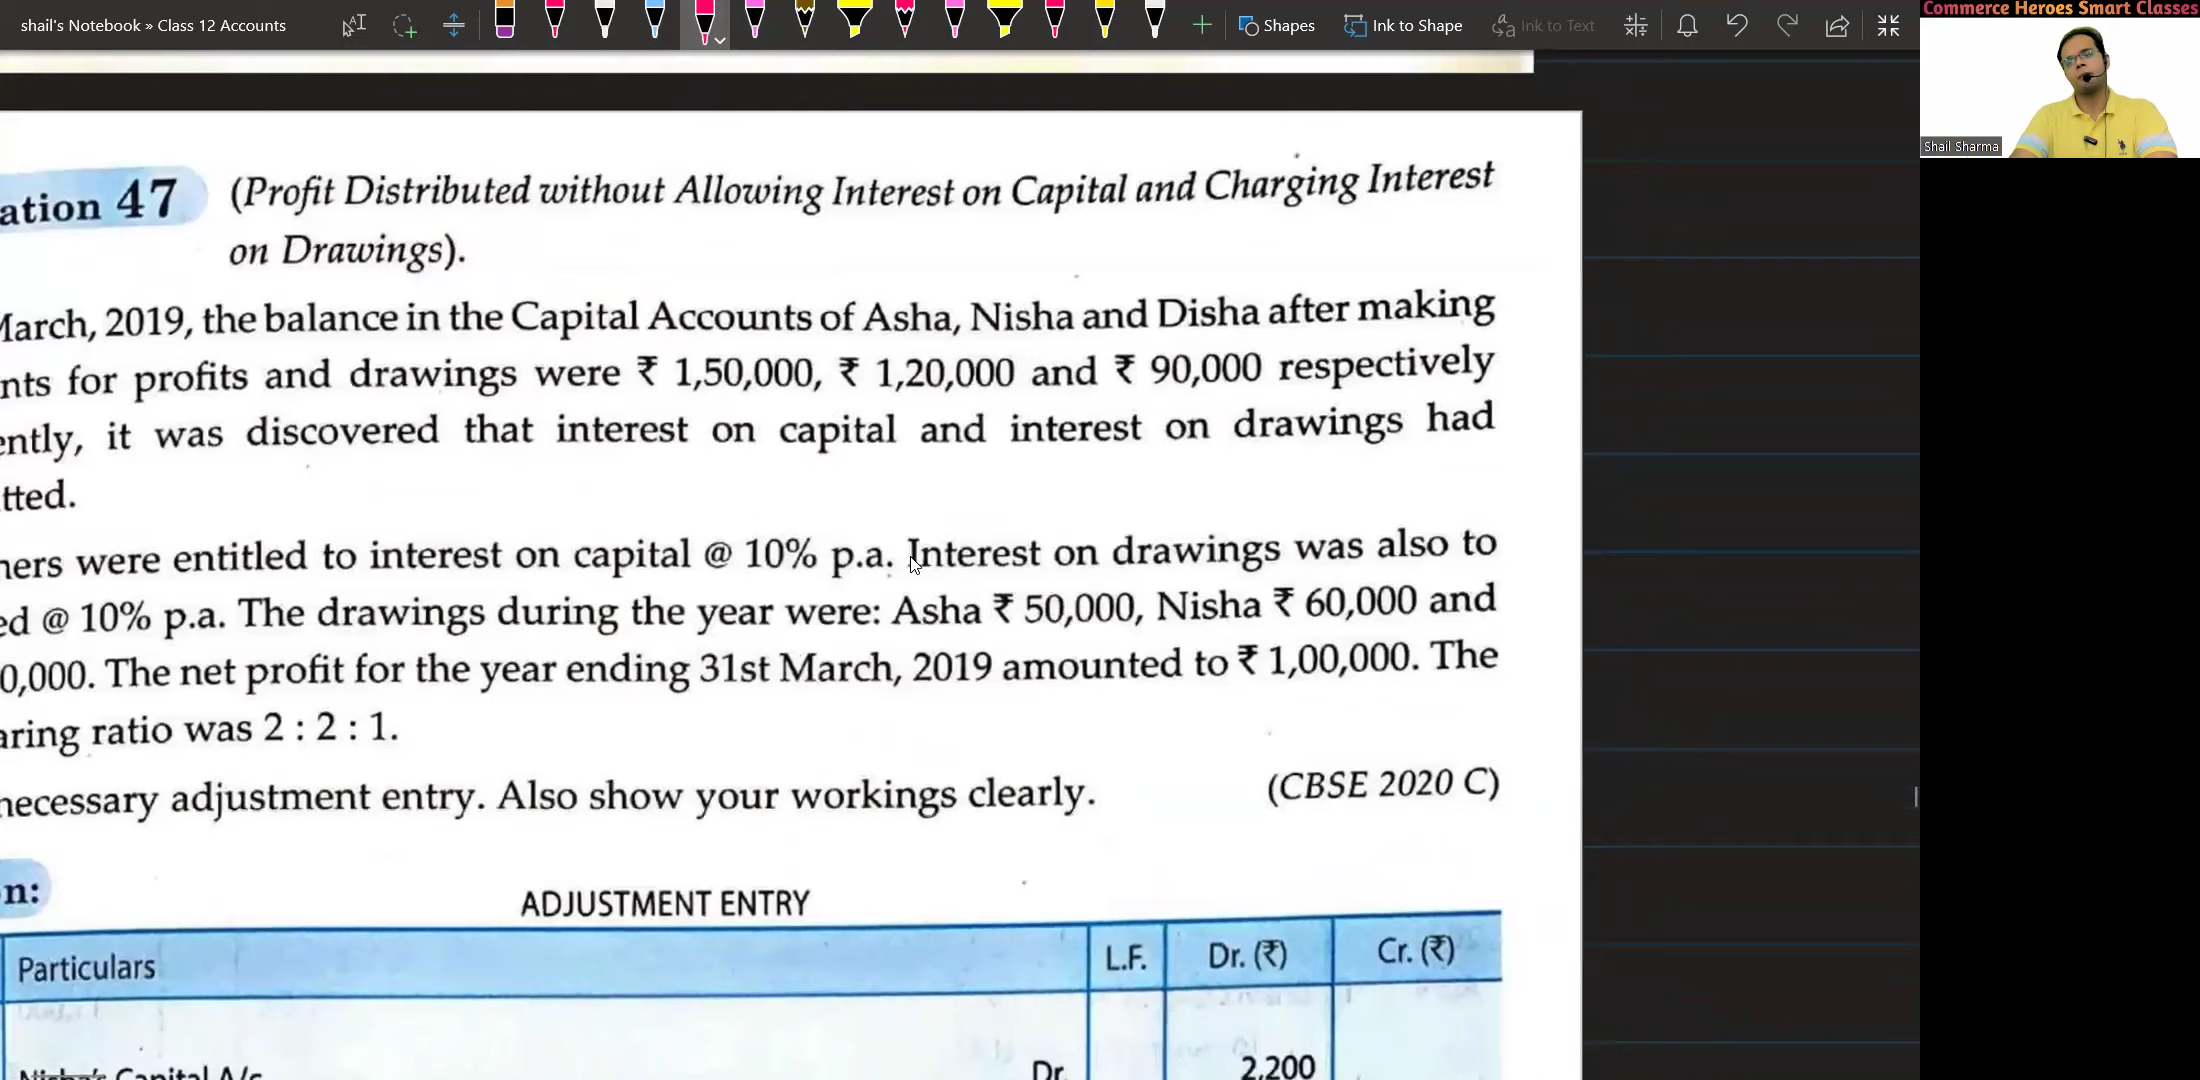 shail's Notebook » Class 12 Accounts
Shapes
Ink to Shape
Ink to Text
Commerce Heroes Smart Classes
Shail Sharma
ation 47 (Profit Distributed without Allowing Interest on Capital and Charging Interest
on Drawings).
March, 2019, the balance in the Capital Accounts of Asha, Nisha and Disha after making
nts for profits and drawings were ₹ 1,50,000, ₹ 1,20,000 and ₹ 90,000 respectively
ently, it was discovered that interest on capital and interest on drawings had
tted.
ners were entitled to interest on capital @ 10% p.a. Interest on drawings was also to
ed @ 10% p.a. The drawings during the year were: Asha ₹ 50,000, Nisha ₹ 60,000 and
0,000. The net profit for the year ending 31st March, 2019 amounted to ₹ 1,00,000. The
aring ratio was 2 : 2 : 1.
necessary adjustment entry. Also show your workings clearly. (CBSE 2020 C)
n:
ADJUSTMENT ENTRY
Particulars L.F. Dr. (₹) Cr. (₹)
Nisha's Capital A/c Dr. 2,200